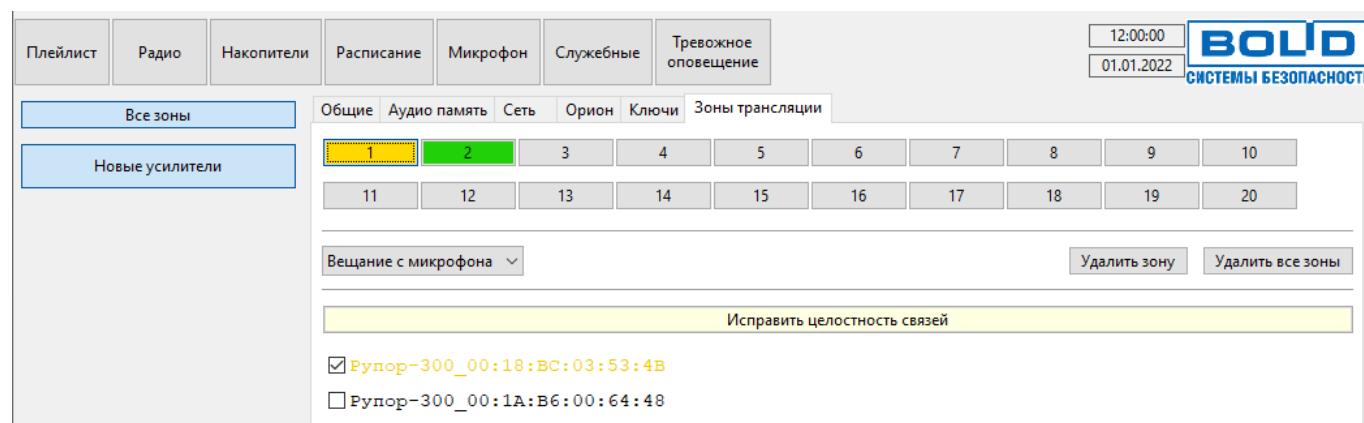 Плейлист
Радио
Накопители
Расписание
Микрофон
Служебные
Тревожное
оповещение
12:00:00
01.01.2022
BOLID
СИСТЕМЫ БЕЗОПАСНОСТ
Все зоны
Новые усилители
Общие Аудио память Сеть Орион Ключи Зоны трансляции
1 2 3 4 5 6 7 8 9 10
11 12 13 14 15 16 17 18 19 20
Вещание с микрофона
Удалить зону
Удалить все зоны
Исправить целостность связей
Рупор-300_00:18:BC:03:53:4B
Рупор-300_00:1A:B6:00:64:48